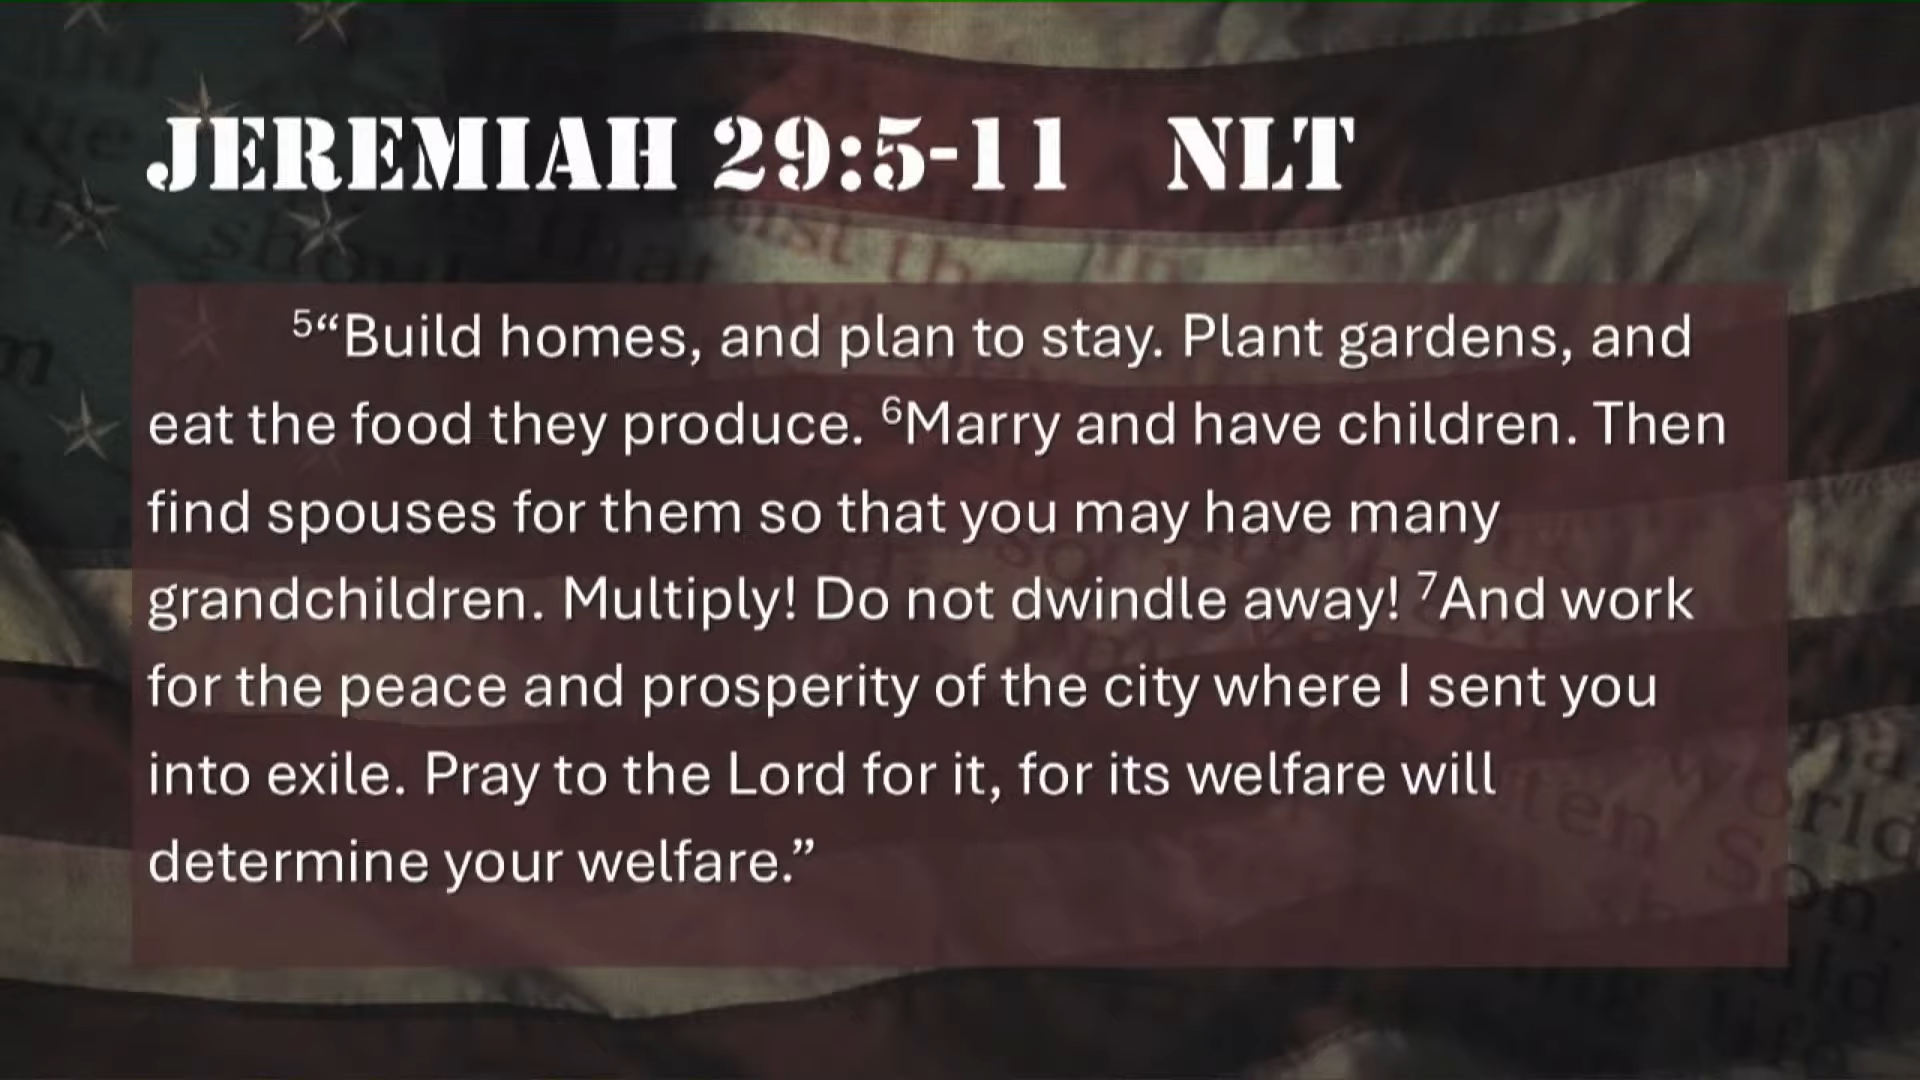 JEREMIAH 29:5-11 NLT
⁵“Build homes, and plan to stay. Plant gardens, and
eat the food they produce. ⁶Marry and have children. Then
find spouses for them so that you may have many
grandchildren. Multiply! Do not dwindle away! ⁷And work
for the peace and prosperity of the city where I sent you
into exile. Pray to the Lord for it, for its welfare will
determine your welfare.”